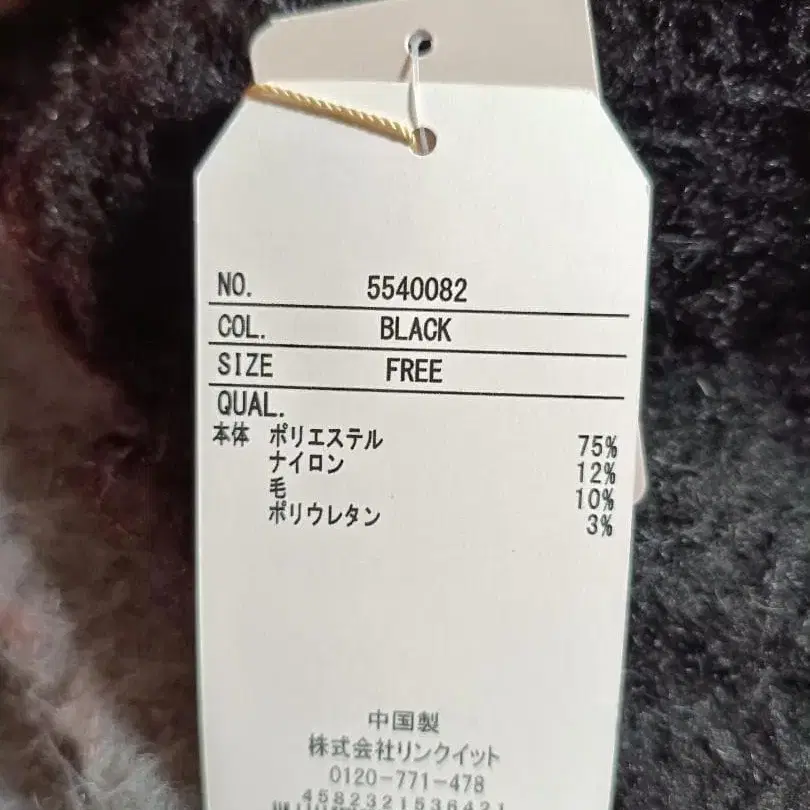 NO. 5540082
COL. BLACK
SIZE FREE
QUAL.
本体 ポリエステル 75%
ナイロン 12%
毛 10%
ポリウレタン 3%
中国製
株式会社リンクイット
0120-771-478
4582321536421